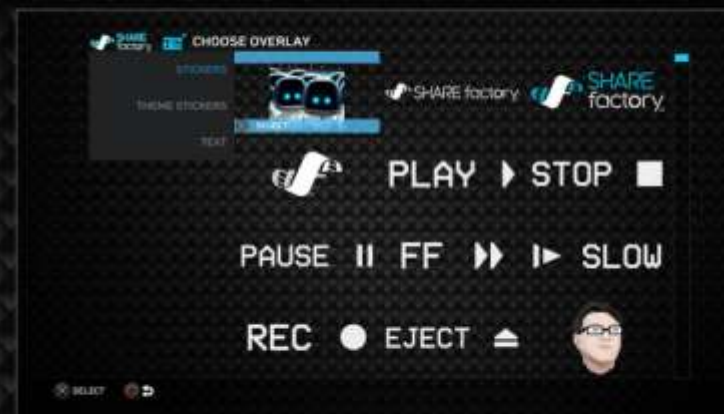 SHARE factory CHOOSE OVERLAY
STICKERS
THEME STICKERS
TEXT
SELECT
SHARE factory
SHARE factory
PLAY STOP
PAUSE FF SLOW
REC EJECT
SELECT